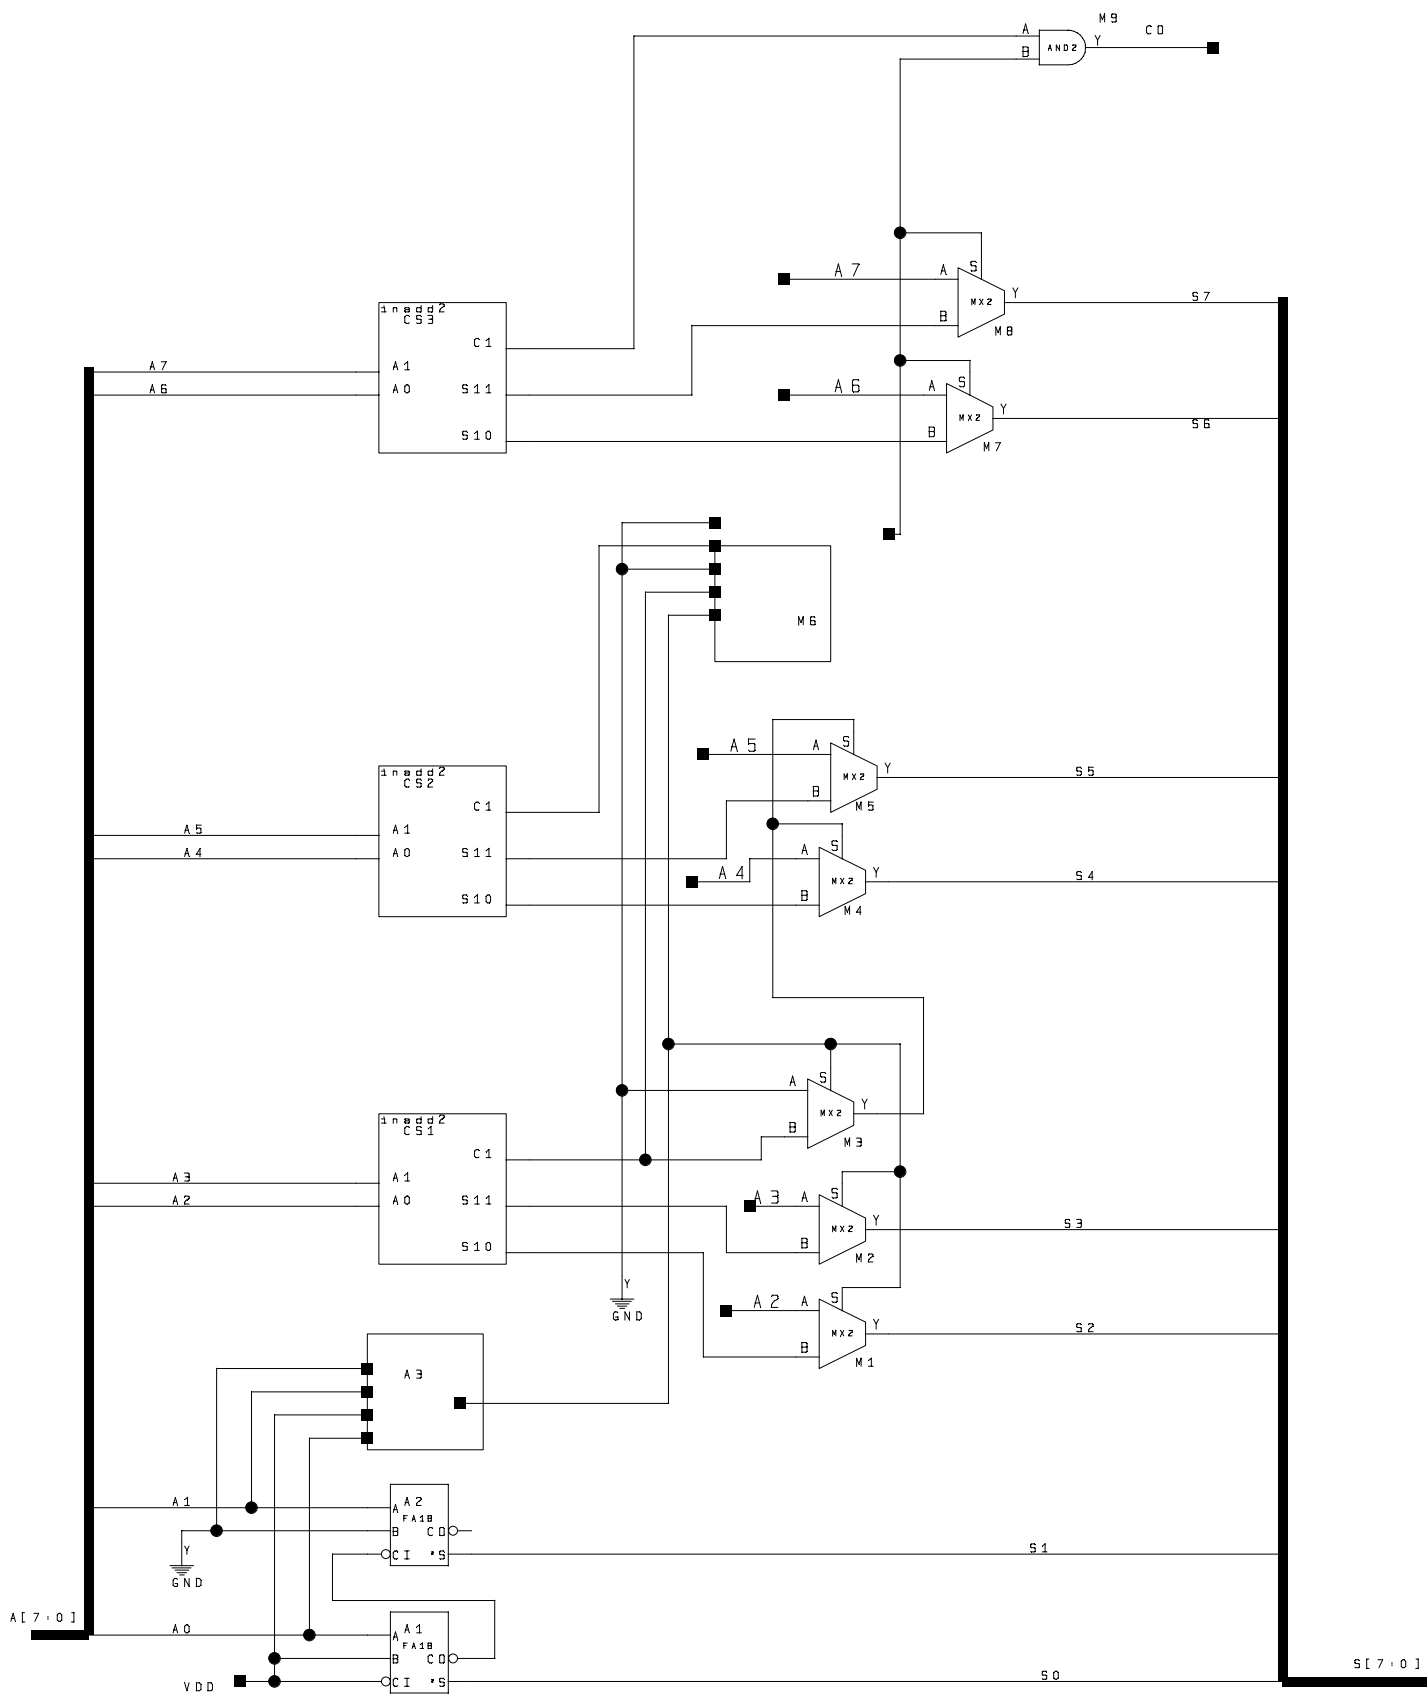 M9
A CO
AND2 Y
B
S
A7 A
MX2 Y S7
B M8
inadd2
CS3
C1
A7 A1
A6 A0 S11
A6 A S
MX2 Y S6
S10 B M7
M6
A5 A S
MX2 Y S5
B M5
inadd2
CS2
C1
A5 A1
A4 A0 S11
A S
A4 MX2 Y S4
S10 B M4
A S
MX2 Y
B M3
inadd2
CS1
C1
A3 A1
A2 A0 S11
A3 A S
MX2 Y S3
S10 B M2
Y
GND
A2 A S
MX2 Y S2
B M1
A3
A1 A A2
FA1B
B CO
Y CI *S S1
GND
A[7:0]
A0 A A1
FA1B
B CO
VDD CI *S S0
S[7:0]